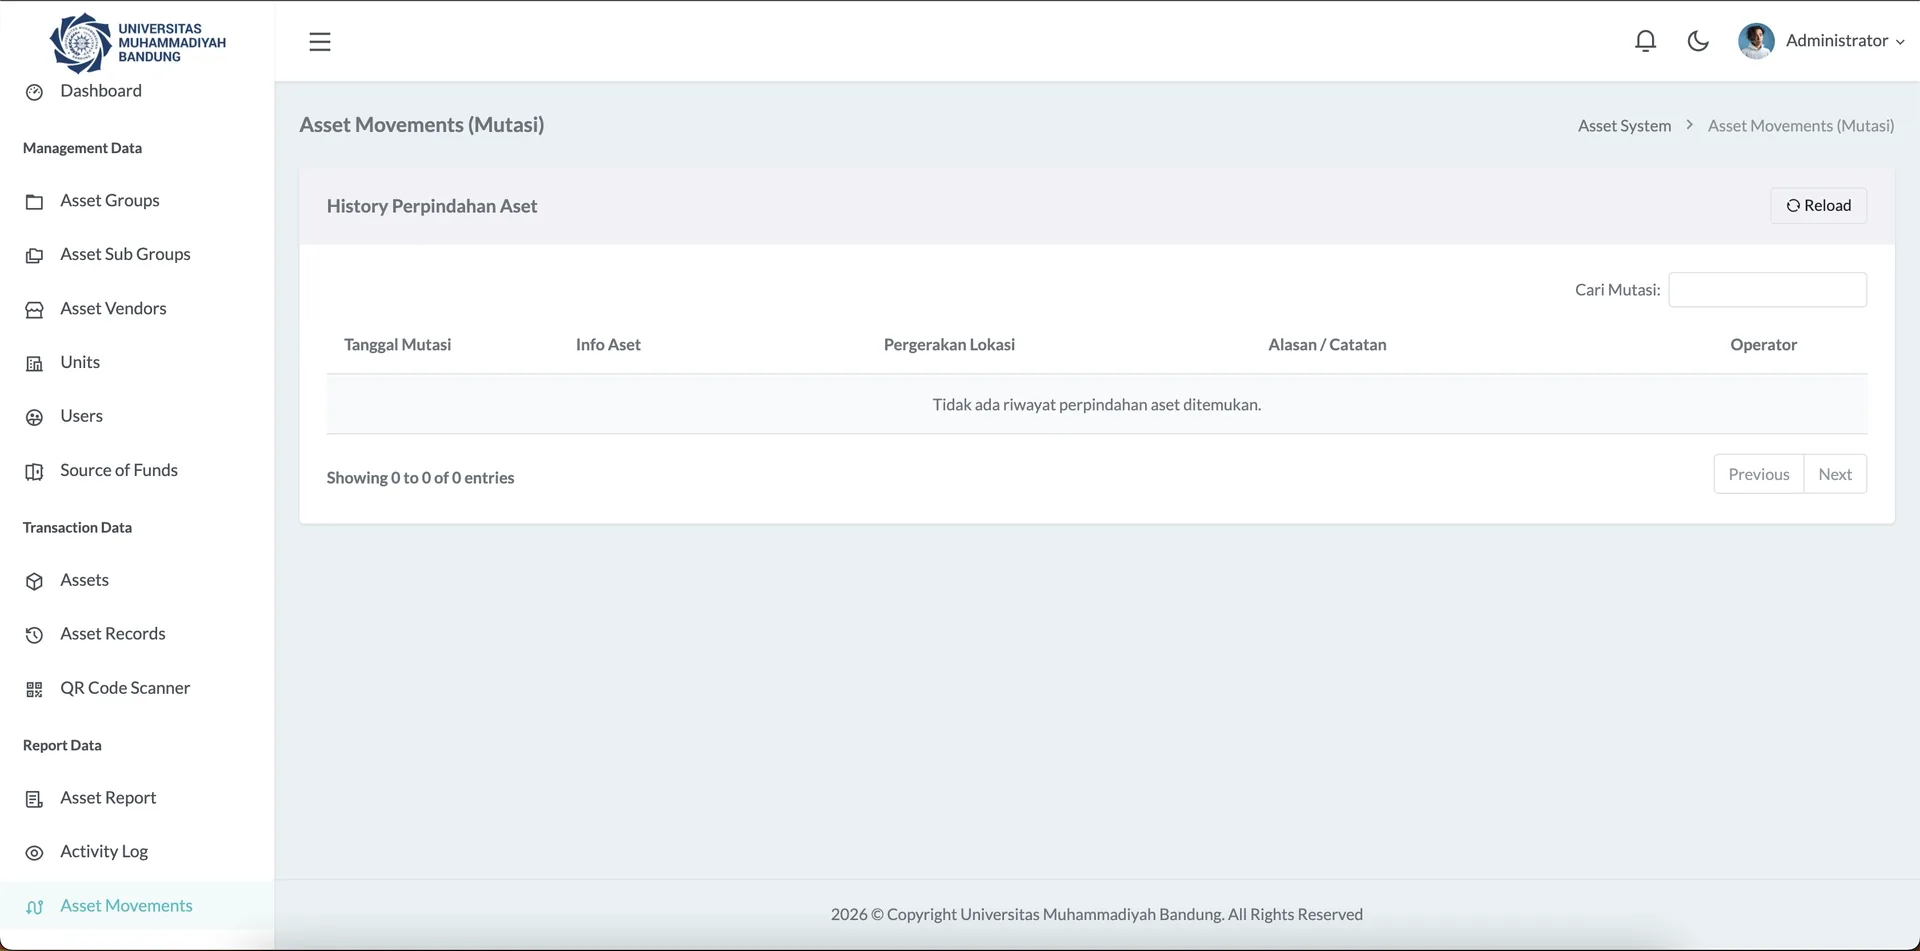 UNIVERSITAS
MUHAMMADIYAH
BANDUNG
Administrator
Dashboard
Management Data
Asset Groups
Asset Sub Groups
Asset Vendors
Units
Users
Source of Funds
Transaction Data
Assets
Asset Records
QR Code Scanner
Report Data
Asset Report
Activity Log
Asset Movements
Asset Movements (Mutasi)
Asset System > Asset Movements (Mutasi)
History Perpindahan Aset
Reload
Cari Mutasi:
Tanggal Mutasi Info Aset Pergerakan Lokasi Alasan / Catatan Operator
Tidak ada riwayat perpindahan aset ditemukan.
Showing 0 to 0 of 0 entries
Previous Next
2026 © Copyright Universitas Muhammadiyah Bandung. All Rights Reserved